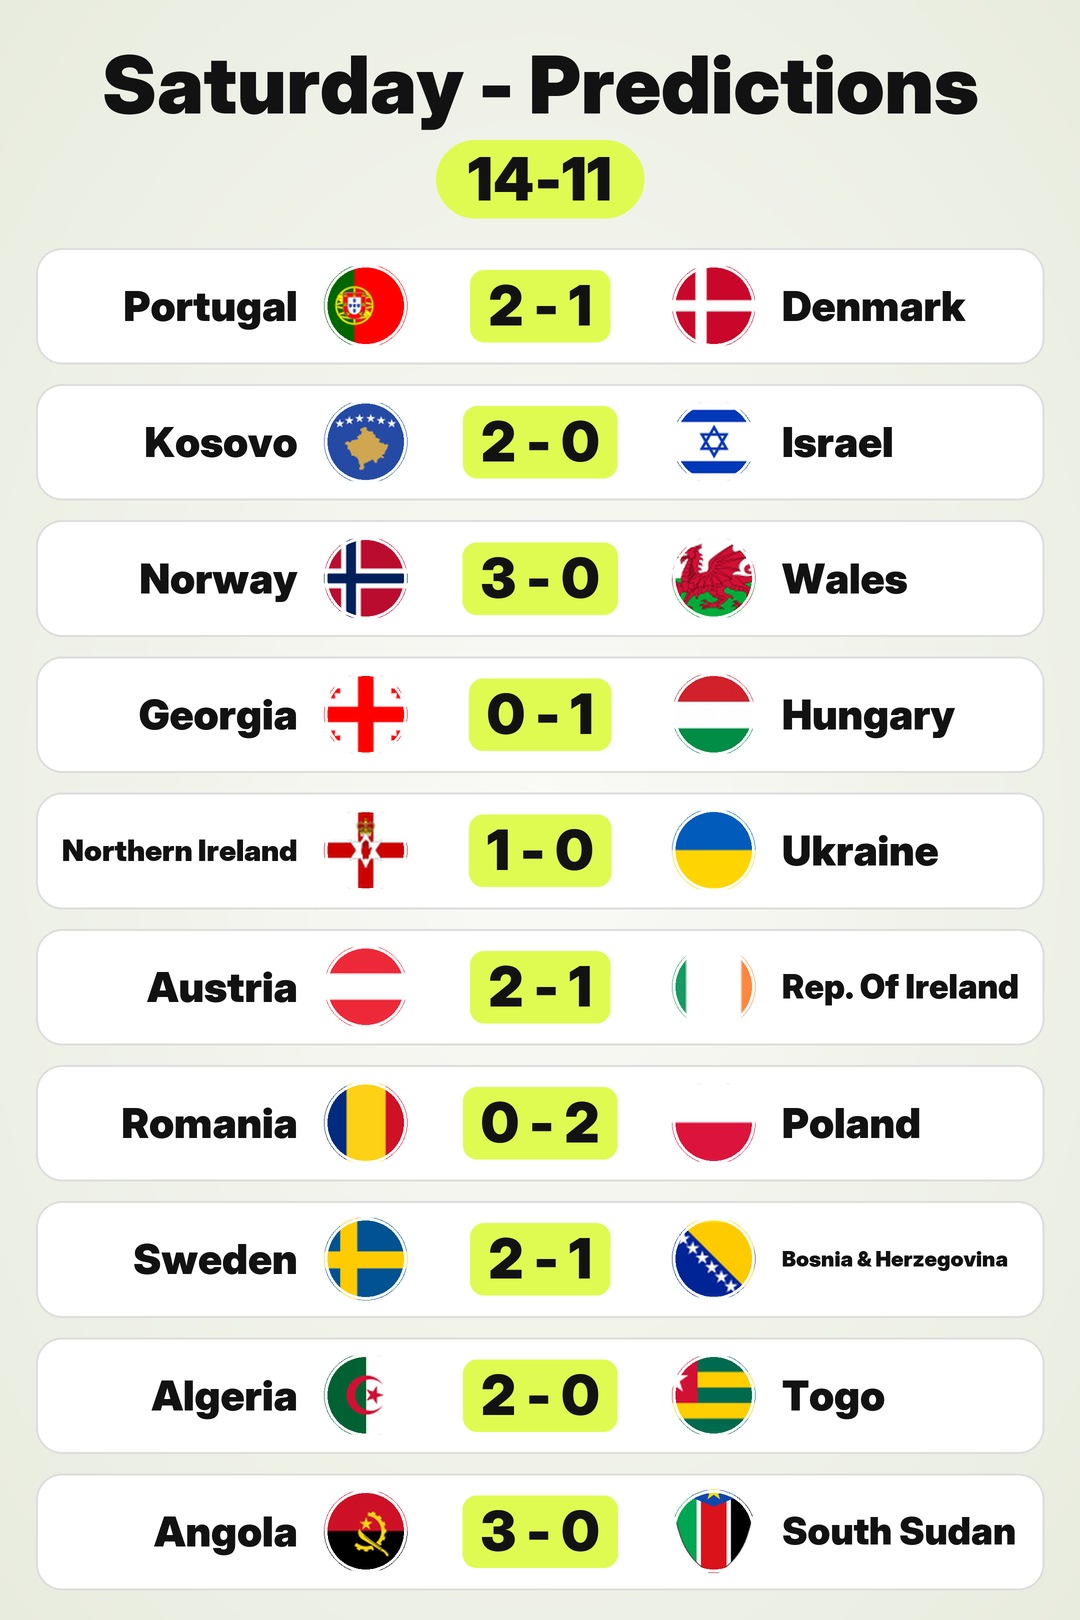 Saturday - Predictions
14-11
Portugal 2 - 1 Denmark
Kosovo 2 - 0 Israel
Norway 3 - 0 Wales
Georgia 0 - 1 Hungary
Northern Ireland 1 - 0 Ukraine
Austria 2 - 1 Rep. Of Ireland
Romania 0 - 2 Poland
Sweden 2 - 1 Bosnia & Herzegovina
Algeria 2 - 0 Togo
Angola 3 - 0 South Sudan